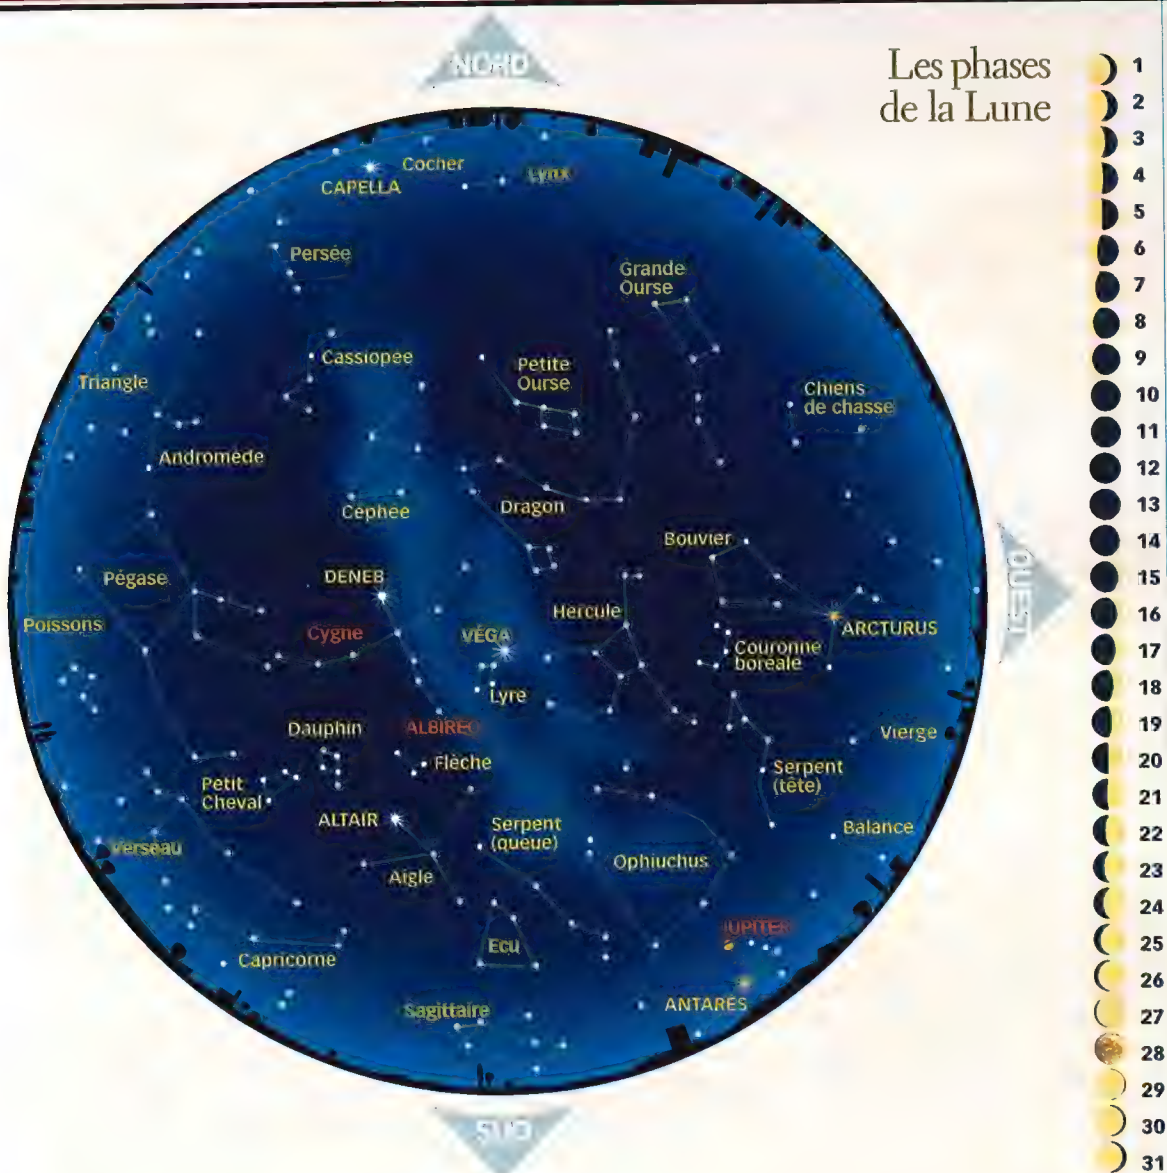 NORD
Les phases
de la Lune
Cocher
Lynx
CAPELLA
Persée
Grande
Ourse
Cassiopée
Petite
Ourse
Triangle
Chiens
de chasse
Andromède
Céphée
Dragon
Bouvier
Pégase
DENEB
Hercule
Poissons
Cygne
VÉGA
ARCTURUS
Couronne
boréale
Lyre
Dauphin
ALBIREO
Vierge
Flèche
Serpent
(tête)
Petit
Cheval
ALTAIR
Serpent
(queue)
Balance
Verseau
Ophiuchus
Aigle
JUPITER
Ecu
Capricorne
ANTARÈS
Sagittaire
SUD
OUEST
1
2
3
4
5
6
7
8
9
10
11
12
13
14
15
16
17
18
19
20
21
22
23
24
25
26
27
28
29
30
31